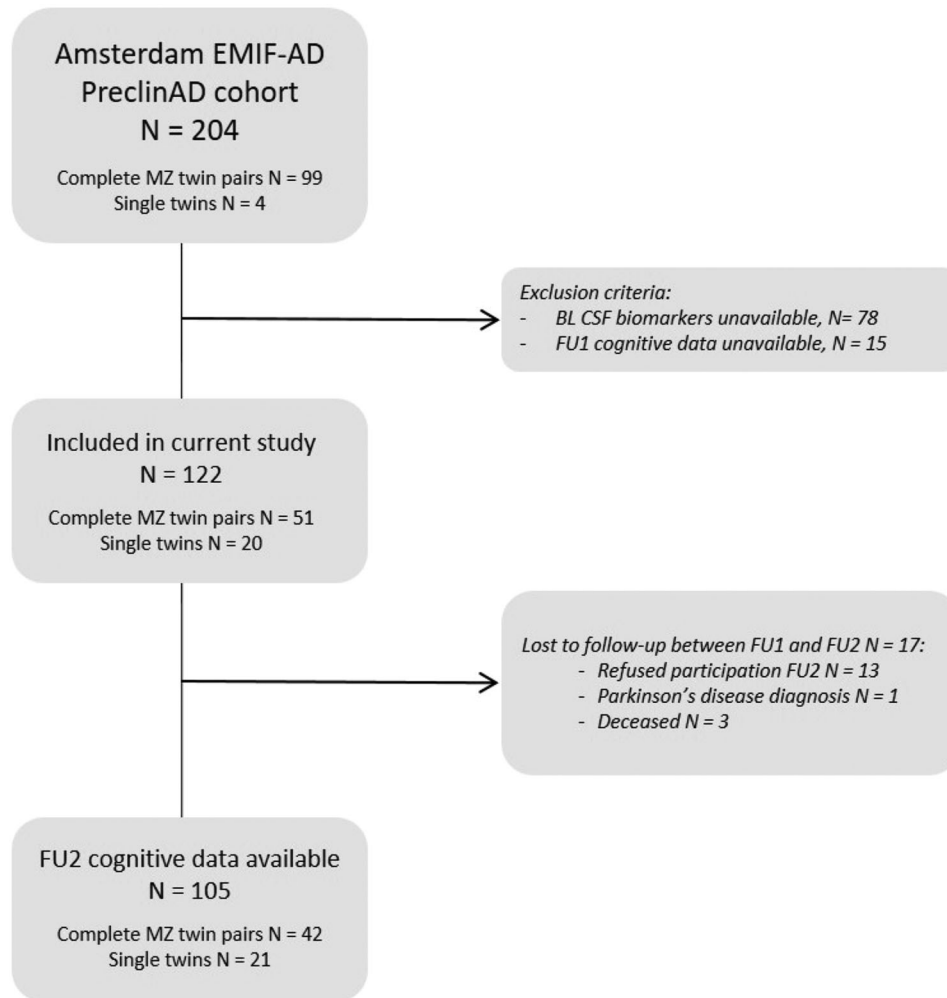 Amsterdam EMIF-AD
PreclinAD cohort
N = 204
Complete MZ twin pairs N = 99
Single twins N = 4
Exclusion criteria:
- BL CSF biomarkers unavailable, N= 78
- FU1 cognitive data unavailable, N = 15
Included in current study
N = 122
Complete MZ twin pairs N = 51
Single twins N = 20
Lost to follow-up between FU1 and FU2 N = 17:
- Refused participation FU2 N = 13
- Parkinson's disease diagnosis N = 1
- Deceased N = 3
FU2 cognitive data available
N = 105
Complete MZ twin pairs N = 42
Single twins N = 21